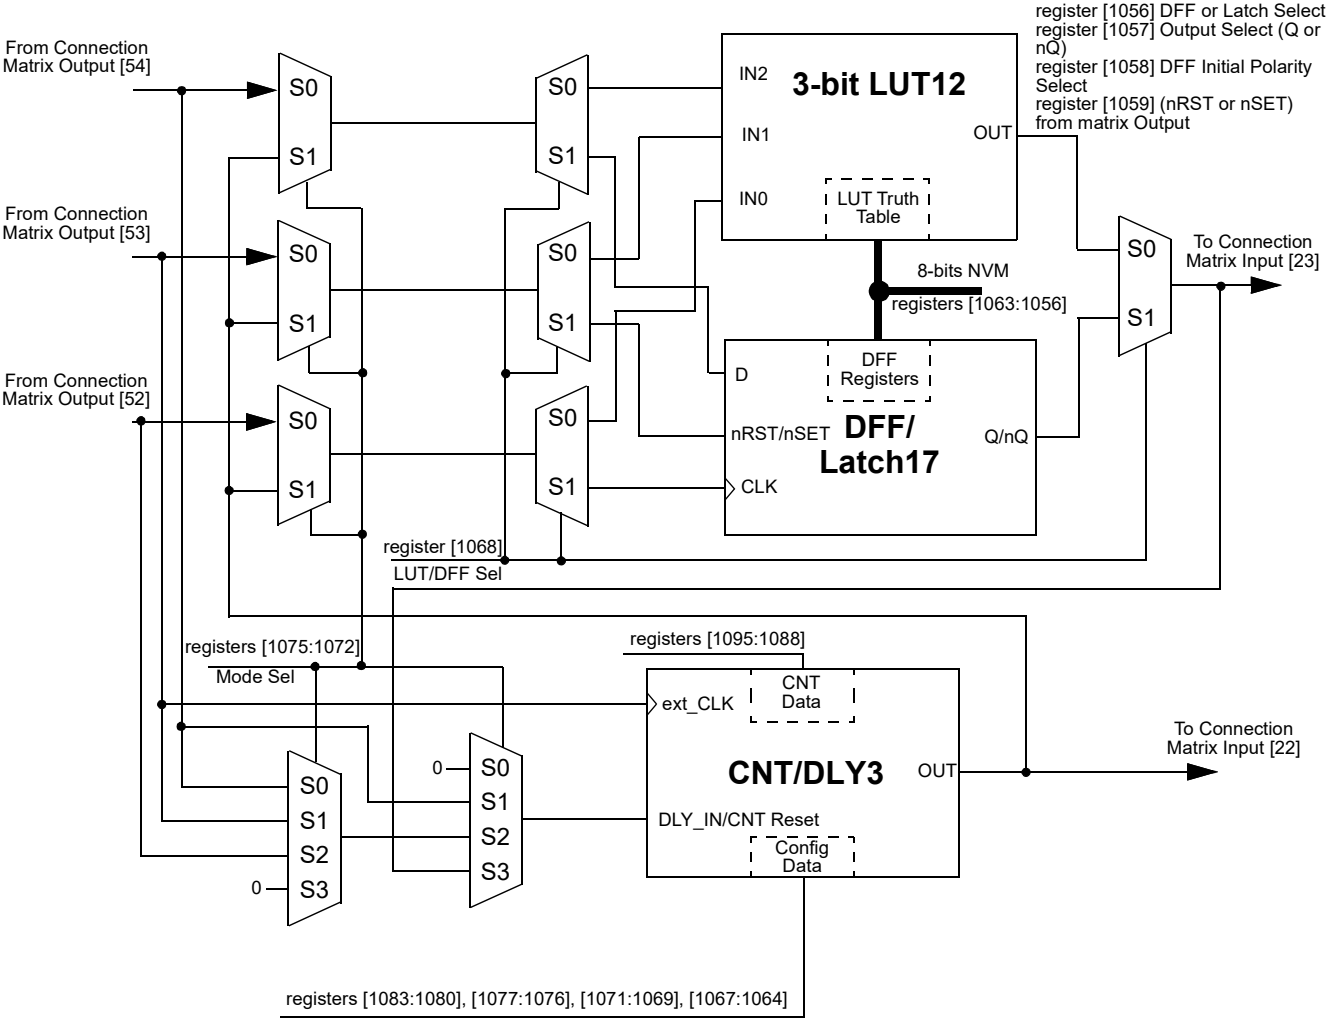 register [1056] DFF or Latch Select
register [1057] Output Select (Q or
nQ)
register [1058] DFF Initial Polarity
Select
register [1059] (nRST or nSET)
from matrix Output
From Connection
Matrix Output [54]
S0
S1
S0
S1
IN2
IN1
IN0
3-bit LUT12
OUT
LUT Truth
Table
From Connection
Matrix Output [53]
S0
S1
S0
S1
8-bits NVM
registers [1063:1056]
S0
S1
To Connection
Matrix Input [23]
From Connection
Matrix Output [52]
S0
S1
S0
S1
D
nRST/nSET
CLK
DFF
Registers
DFF/
Latch17
Q/nQ
register [1068]
LUT/DFF Sel
registers [1075:1072]
Mode Sel
registers [1095:1088]
CNT
Data
ext_CLK
CNT/DLY3
OUT
To Connection
Matrix Input [22]
DLY_IN/CNT Reset
Config
Data
S0
S1
S2
0
S3
0
S0
S1
S2
S3
registers [1083:1080], [1077:1076], [1071:1069], [1067:1064]